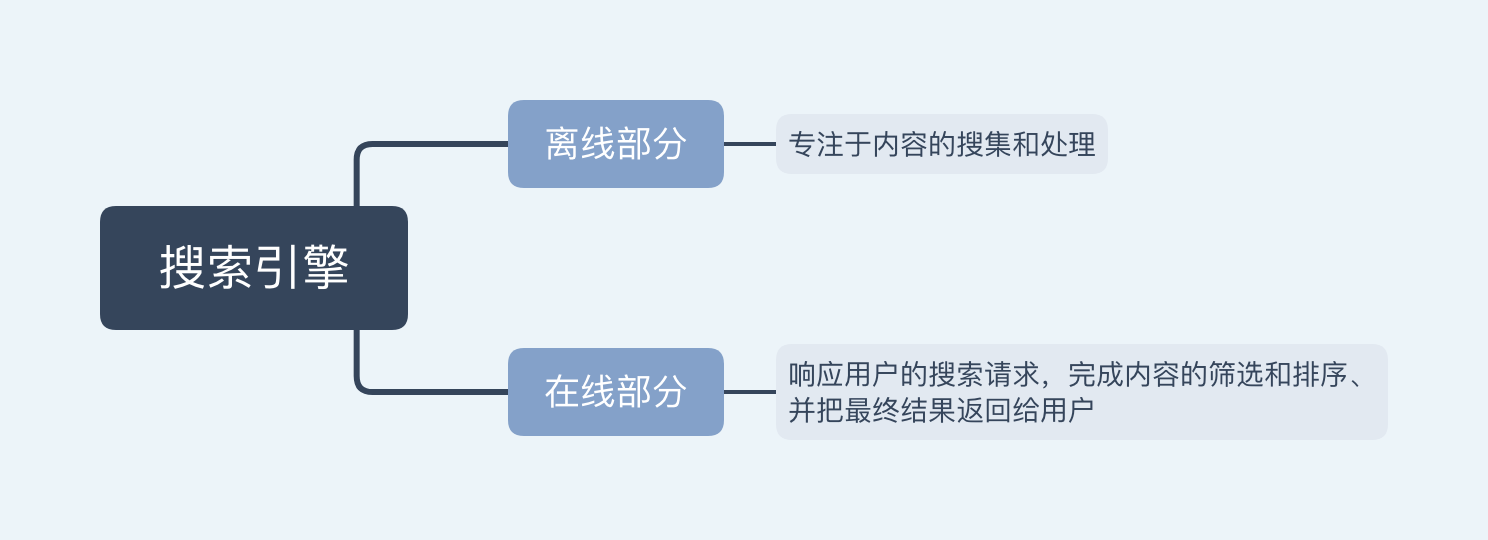 搜索引擎
离线部分
专注于内容的搜集和处理
在线部分
响应用户的搜索请求，完成内容的筛选和排序、
并把最终结果返回给用户